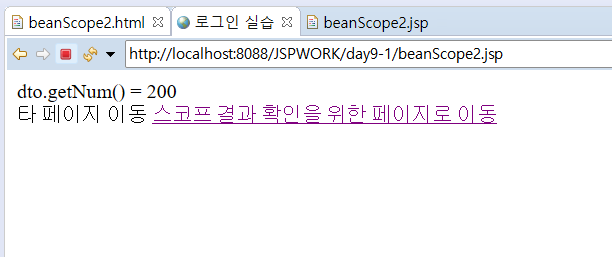 beanScope2.html 로그인 실습 beanScope2.jsp
http://localhost:8088/JSPWORK/day9-1/beanScope2.jsp
dto.getNum() = 200
타 페이지 이동 스코프 결과 확인을 위한 페이지로 이동